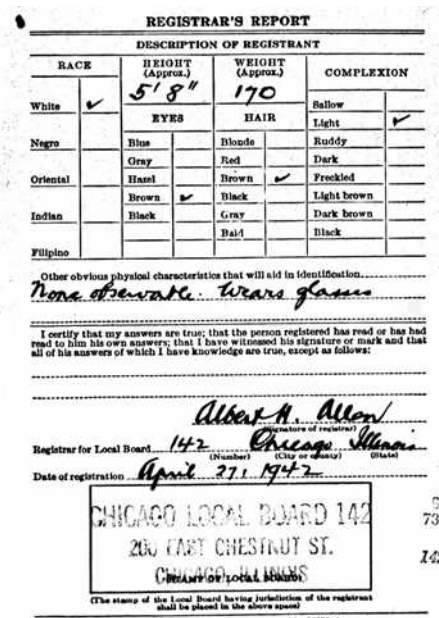 REGISTRAR'S REPORT
DESCRIPTION OF REGISTRANT
RACE HEIGHT (Approx.) WEIGHT (Approx.) COMPLEXION
5' 8" 170
White ✓ Sallow
EYES HAIR Light ✓
Negro Blue Blonde Ruddy
Gray Red Dark
Oriental Hazel Brown ✓ Freckled
Brown ✓ Black Light brown
Indian Black Gray Dark brown
Bald Black
Filipino
Other obvious physical characteristics that will aid in identification
None observable. Wears glasses
I certify that my answers are true; that the person registered has read or has had
read to him his own answers; that I have witnessed his signature or mark and that
all of his answers of which I have knowledge are true, except as follows:
Albert H. Allen
(Signature of registrar)
Registrar for Local Board 142 Chicago Illinois
(Number) (City or county) (State)
Date of registration April 27, 1942
CHICAGO LOCAL BOARD 142
200 EAST CHESTNUT ST.
CHICAGO, ILLINOIS
(STAMP OF LOCAL BOARD)
(The stamp of the Local Board having jurisdiction of the registrant
shall be placed in the above space)